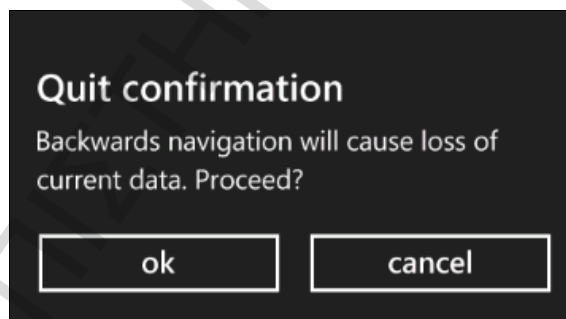 Quit confirmation
Backwards navigation will cause loss of
current data. Proceed?
ok
cancel